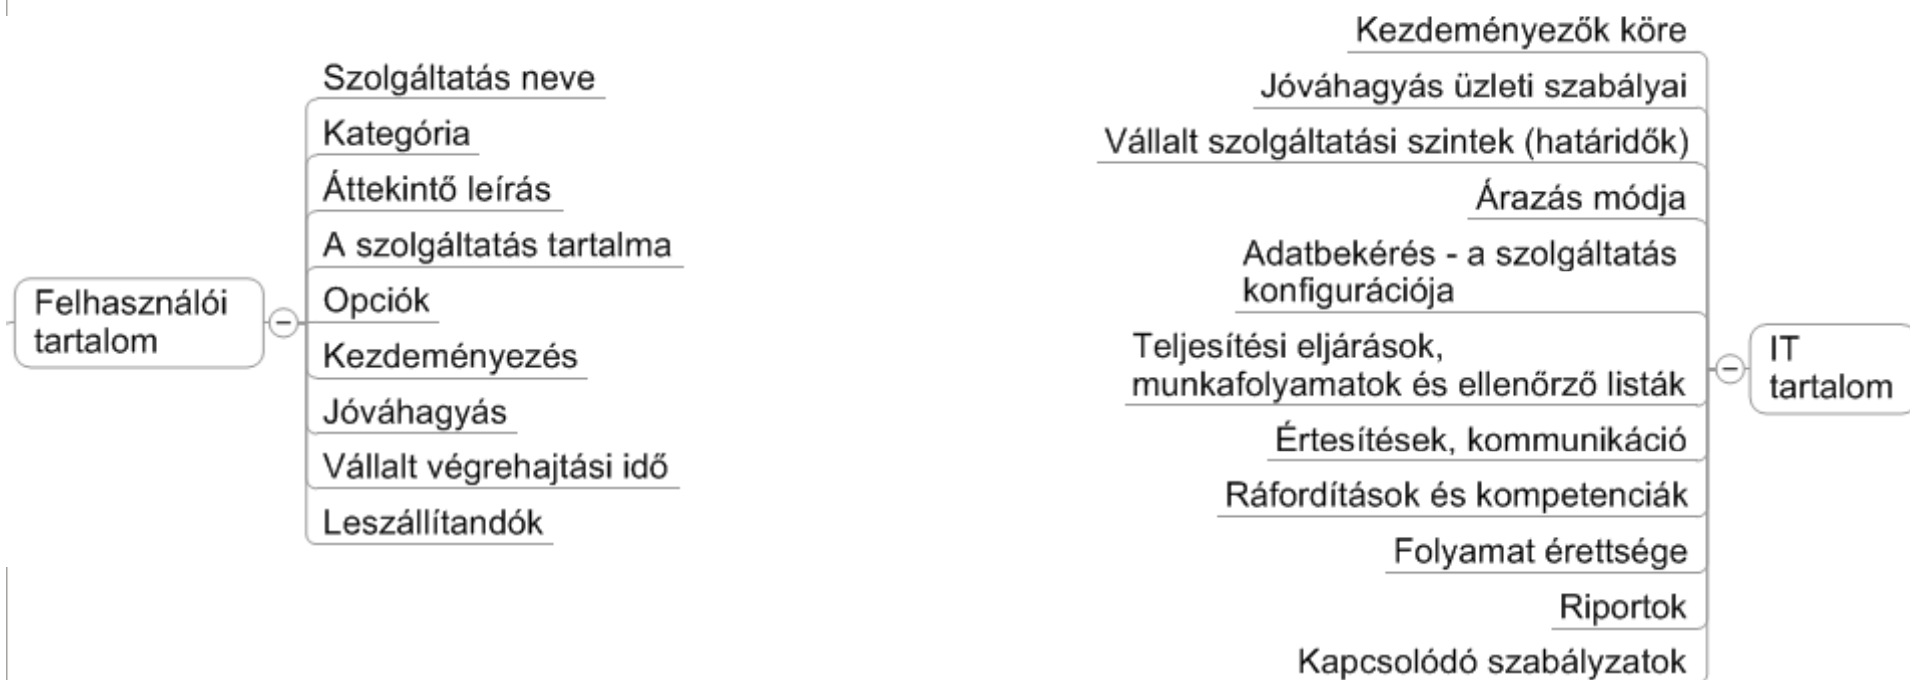 Felhasználói
tartalom
Szolgáltatás neve
Kategória
Áttekintő leírás
A szolgáltatás tartalma
Opciók
Kezdeményezés
Jóváhagyás
Vállalt végrehajtási idő
Leszállítandók
Kezdeményezők köre
Jóváhagyás üzleti szabályai
Vállalt szolgáltatási szintek (határidők)
Árazás módja
Adatbekérés - a szolgáltatás
konfigurációja
Teljesítési eljárások,
munkafolyamatok és ellenőrző listák
Értesítések, kommunikáció
Ráfordítások és kompetenciák
Folyamat érettsége
Riportok
Kapcsolódó szabályzatok
IT
tartalom